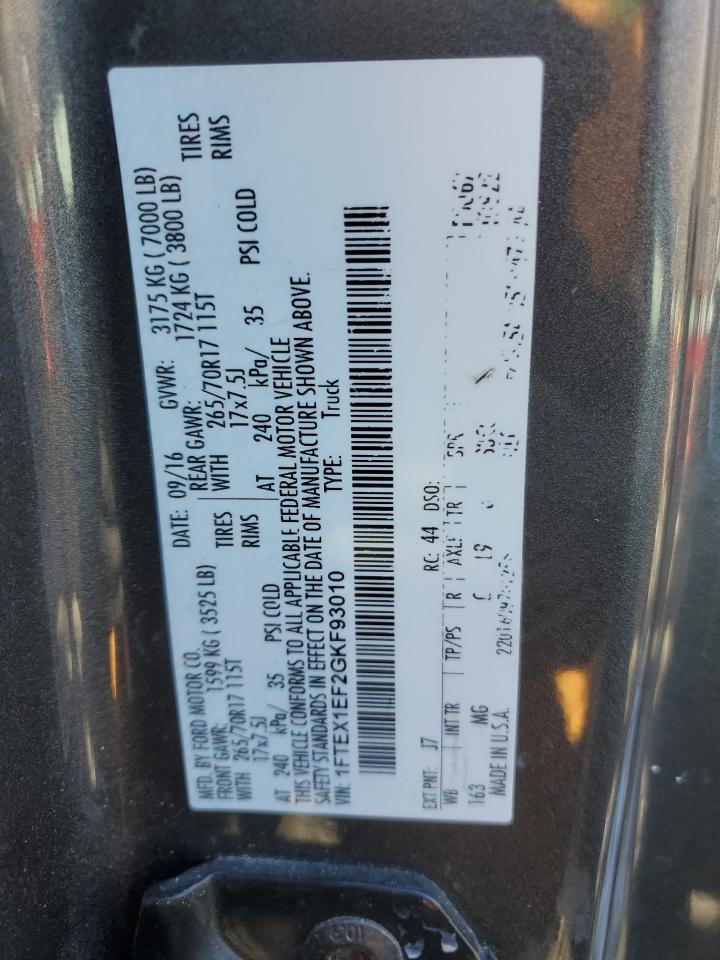 MFD. BY FORD MOTOR CO.
DATE: 09/16 GVWR: 3175 KG ( 7000 LB)
FRONT GAWR: 1599 KG ( 3525 LB) REAR GAWR: 1724 KG ( 3800 LB)
WITH 265/70R17 115T TIRES WITH 265/70R17 115T TIRES
17x7.5J RIMS 17x7.5J RIMS
AT 240 kPa/ 35 PSI COLD AT 240 kPa/ 35 PSI COLD
THIS VEHICLE CONFORMS TO ALL APPLICABLE FEDERAL MOTOR VEHICLE
SAFETY STANDARDS IN EFFECT ON THE DATE OF MANUFACTURE SHOWN ABOVE.
VIN: 1FTEX1EF2GKF93010 TYPE: Truck
EXT PNT: J7 RC: 44 DSO:
WB INT TR TP/PS R AXLE TR SPR
163 MG 19
MADE IN U.S.A.